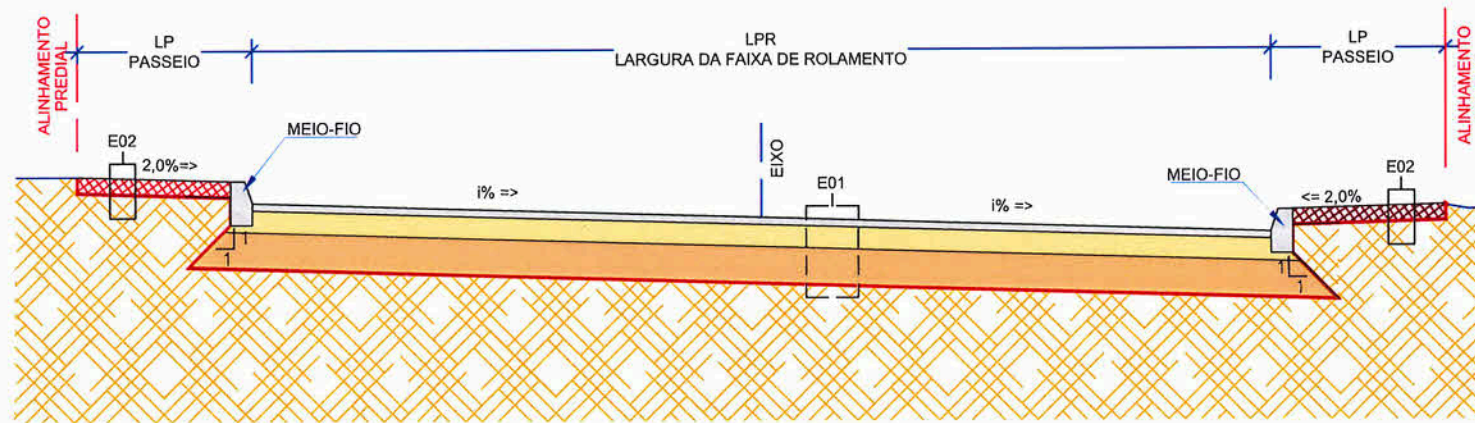 ALINHAMENTO
PREDIAL
LP
PASSEIO
LPR
LARGURA DA FAIXA DE ROLAMENTO
LP
PASSEIO
ALINHAMENTO
E02
2,0%=>
MEIO-FIO
i% =>
EIXO
E01
i% =>
MEIO-FIO
<= 2,0%
E02
1
1
1
1